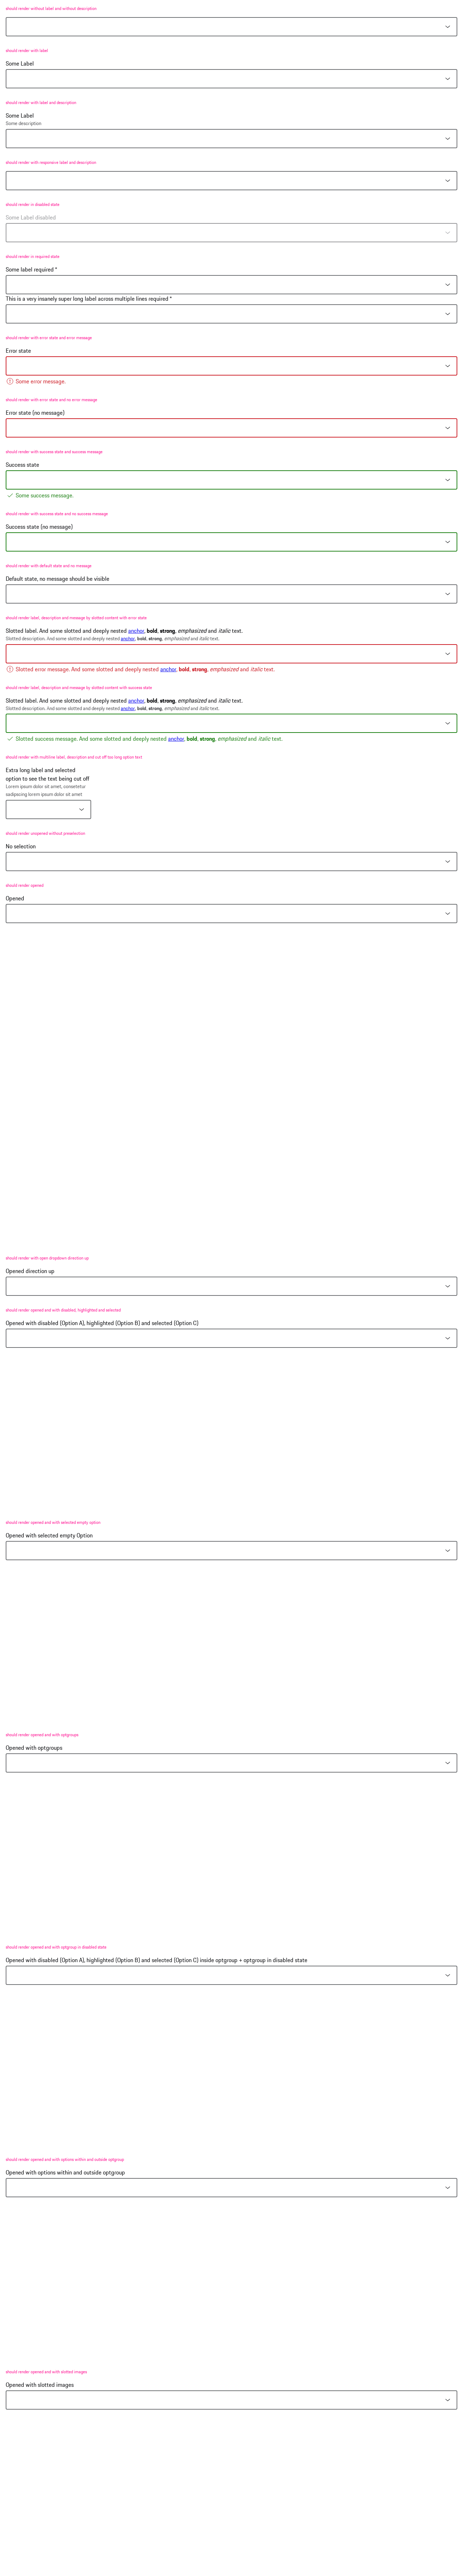 should render without label and without description
should render with label
Some Label
should render with label and description
Some Label
Some description
should render with responsive label and description
should render in disabled state
Some Label disabled
should render in required state
Some label required *
This is a very insanely super long label across multiple lines required *
should render with error state and error message
Error state
Some error message.
should render with error state and no error message
Error state (no message)
should render with success state and success message
Success state
Some success message.
should render with success state and no success message
Success state (no message)
should render with default state and no message
Default state, no message should be visible
should render label, description and message by slotted content with error state
Slotted label. And some slotted and deeply nested anchor, bold, strong, emphasized and italic text.
Slotted description. And some slotted and deeply nested anchor, bold, strong, emphasized and italic text.
Slotted error message. And some slotted and deeply nested anchor, bold, strong, emphasized and italic text.
should render label, description and message by slotted content with success state
Slotted label. And some slotted and deeply nested anchor, bold, strong, emphasized and italic text.
Slotted description. And some slotted and deeply nested anchor, bold, strong, emphasized and italic text.
Slotted success message. And some slotted and deeply nested anchor, bold, strong, emphasized and italic text.
should render with multiline label, description and cut off too long option text
Extra long label and selected
option to see the text being cut off
Lorem ipsum dolor sit amet, consetetur
sadipscing lorem ipsum dolor sit amet
should render unopened without preselection
No selection
should render opened
Opened
should render with open dropdown direction up
Opened direction up
should render opened and with disabled, highlighted and selected
Opened with disabled (Option A), highlighted (Option B) and selected (Option C)
should render opened and with selected empty option
Opened with selected empty Option
should render opened and with optgroups
Opened with optgroups
should render opened and with optgroup in disabled state
Opened with disabled (Option A), highlighted (Option B) and selected (Option C) inside optgroup + optgroup in disabled state
should render opened and with options within and outside optgroup
Opened with options within and outside optgroup
should render opened and with slotted images
Opened with slotted images